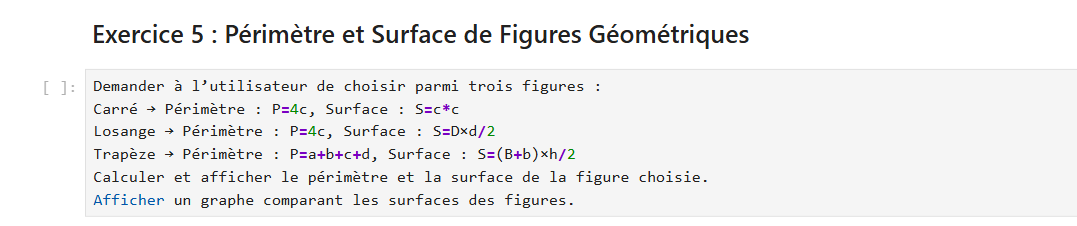 Exercice 5 : Périmètre et Surface de Figures Géométriques
[ ]: Demander à l’utilisateur de choisir parmi trois figures :
Carré → Périmètre : P=4c, Surface : S=c*c
Losange → Périmètre : P=4c, Surface : S=D×d/2
Trapèze → Périmètre : P=a+b+c+d, Surface : S=(B+b)×h/2
Calculer et afficher le périmètre et la surface de la figure choisie.
Afficher un graphe comparant les surfaces des figures.